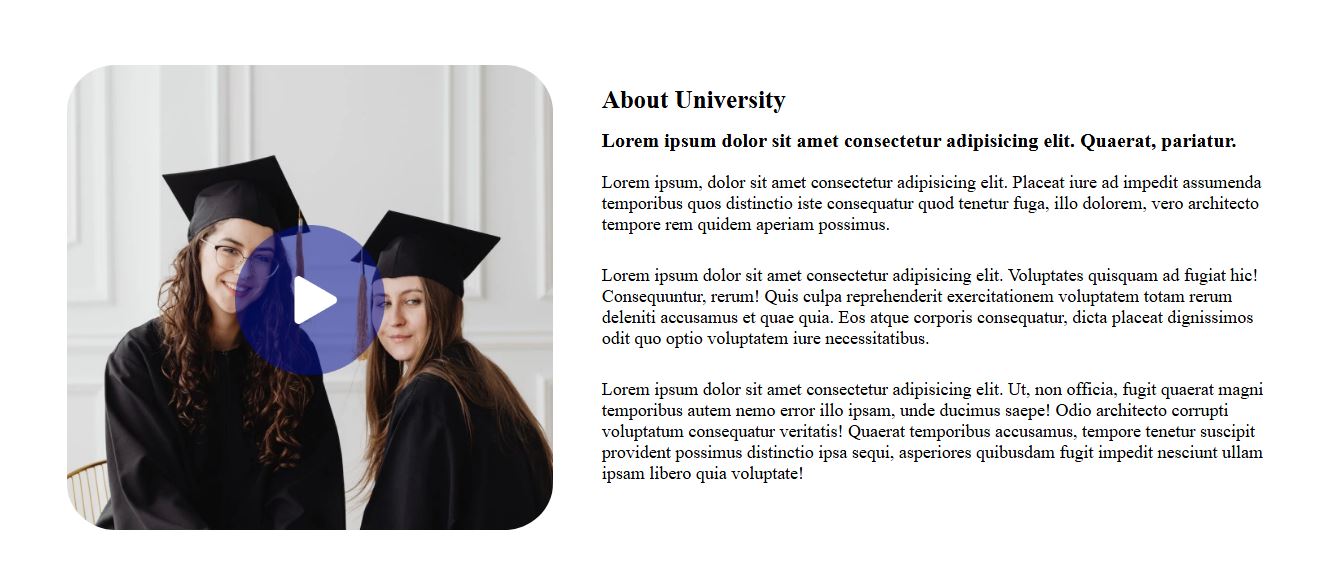 About University
Lorem ipsum dolor sit amet consectetur adipisicing elit. Quaerat, pariatur.
Lorem ipsum, dolor sit amet consectetur adipisicing elit. Placeat iure ad impedit assumenda
temporibus quos distinctio iste consequatur quod tenetur fuga, illo dolorem, vero architecto
tempore rem quidem aperiam possimus.
Lorem ipsum dolor sit amet consectetur adipisicing elit. Voluptates quisquam ad fugiat hic!
Consequuntur, rerum! Quis culpa reprehenderit exercitationem voluptatem totam rerum
deleniti accusamus et quae quia. Eos atque corporis consequatur, dicta placeat dignissimos
odit quo optio voluptatem iure necessitatibus.
Lorem ipsum dolor sit amet consectetur adipisicing elit. Ut, non officia, fugit quaerat magni
temporibus autem nemo error illo ipsam, unde ducimus saepe! Odio architecto corrupti
voluptatum consequatur veritatis! Quaerat temporibus accusamus, tempore tenetur suscipit
provident possimus distinctio ipsa sequi, asperiores quibusdam fugit impedit nesciunt ullam
ipsam libero quia voluptate!